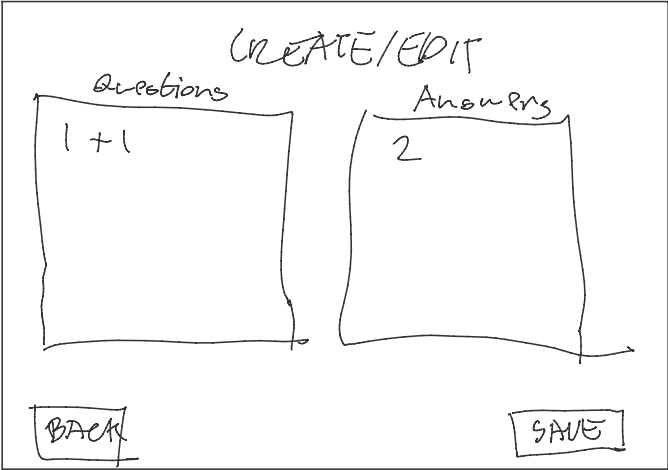 CREATE/EDIT
Questions
Answers
1+1
2
BACK
SAVE